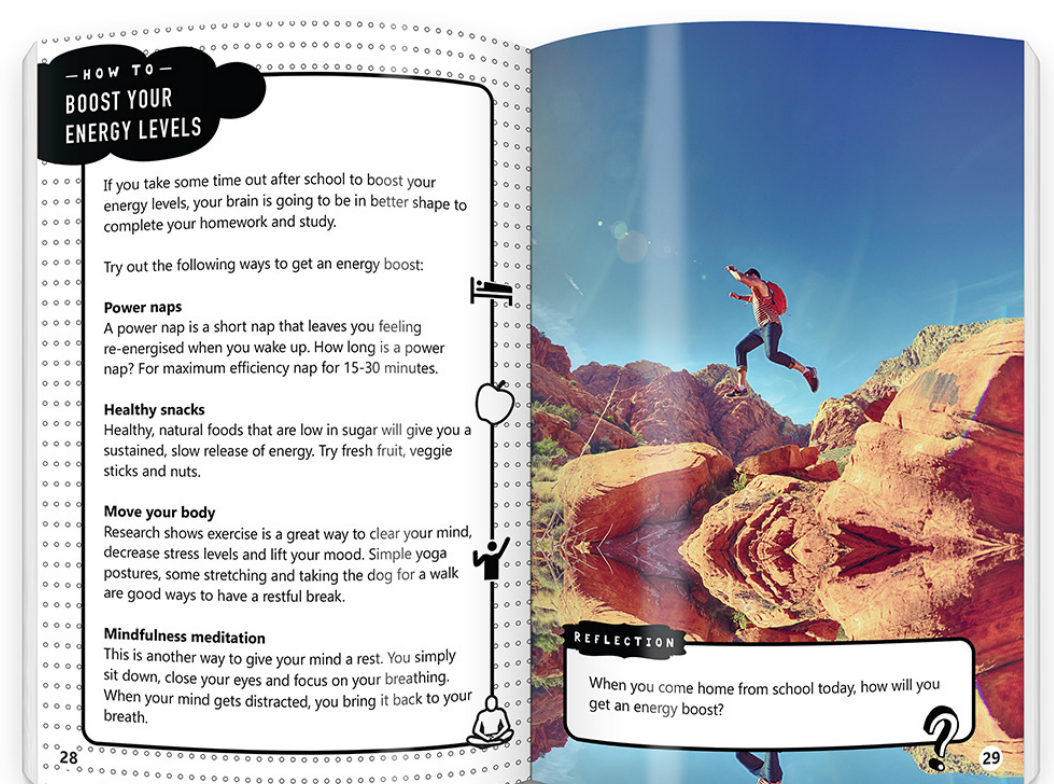 —HOW TO—
BOOST YOUR
ENERGY LEVELS
If you take some time out after school to boost your
energy levels, your brain is going to be in better shape to
complete your homework and study.
Try out the following ways to get an energy boost:
Power naps
A power nap is a short nap that leaves you feeling
re-energised when you wake up. How long is a power
nap? For maximum efficiency nap for 15-30 minutes.
Healthy snacks
Healthy, natural foods that are low in sugar will give you a
sustained, slow release of energy. Try fresh fruit, veggie
sticks and nuts.
Move your body
Research shows exercise is a great way to clear your mind,
decrease stress levels and lift your mood. Simple yoga
postures, some stretching and taking the dog for a walk
are good ways to have a restful break.
Mindfulness meditation
This is another way to give your mind a rest. You simply
sit down, close your eyes and focus on your breathing.
When your mind gets distracted, you bring it back to your
breath.
28
REFLECTION
When you come home from school today, how will you
get an energy boost?
?
29